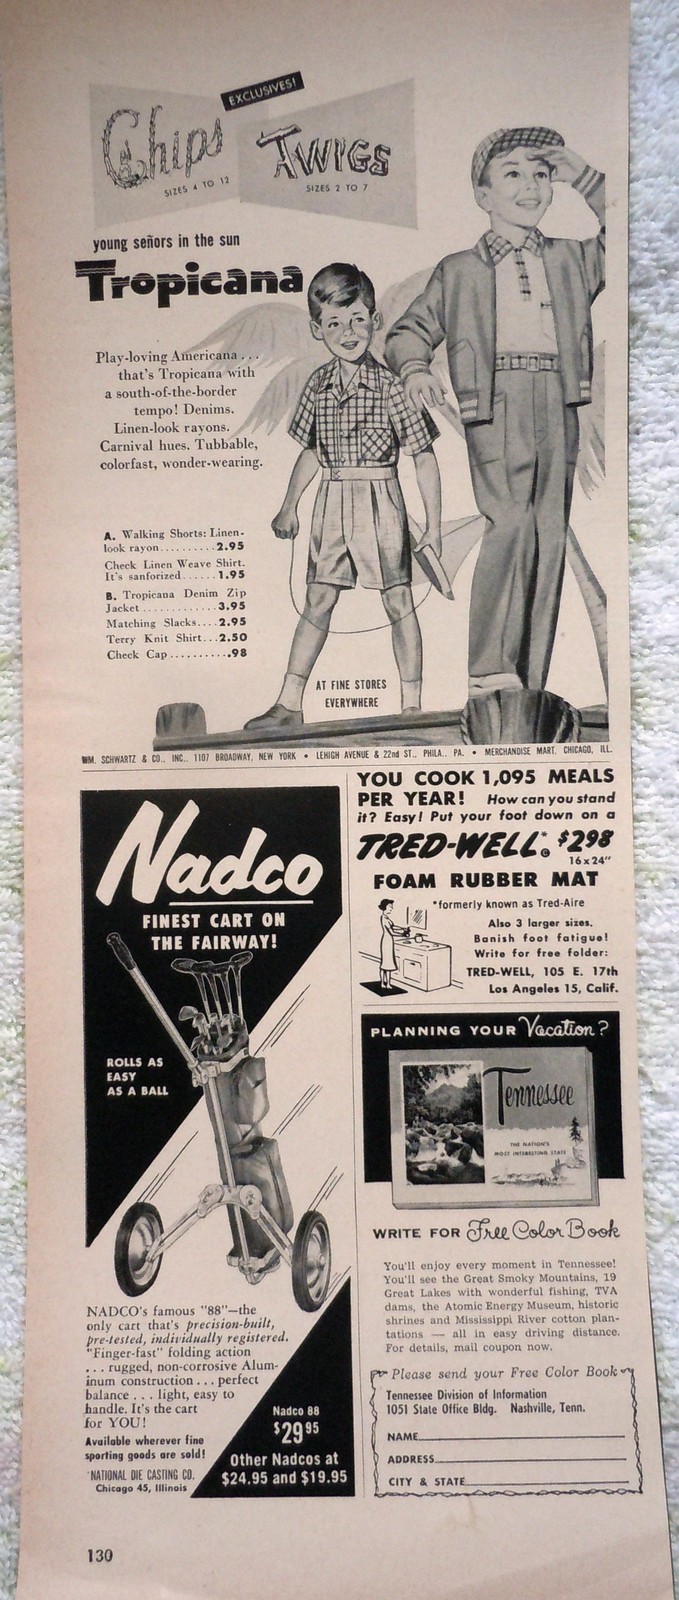 EXCLUSIVES!
Chips
SIZES 4 TO 12
TWIGS
SIZES 2 TO 7
young señors in the sun
Tropicana
Play-loving Americana . . .
that's Tropicana with
a south-of-the-border
tempo! Denims.
Linen-look rayons.
Carnival hues. Tubbable,
colorfast, wonder-wearing.
A. Walking Shorts: Linen-
look rayon..........2.95
Check Linen Weave Shirt.
It's sanforized......1.95
B. Tropicana Denim Zip
Jacket.............3.95
Matching Slacks....2.95
Terry Knit Shirt...2.50
Check Cap..........98
AT FINE STORES
EVERYWHERE
WM. SCHWARTZ & CO., INC., 1107 BROADWAY, NEW YORK • LEHIGH AVENUE & 22nd ST., PHILA., PA. • MERCHANDISE MART, CHICAGO, ILL.
Nadco
FINEST CART ON
THE FAIRWAY!
ROLLS AS
EASY
AS A BALL
NADCO's famous "88"—the
only cart that's precision-built,
pre-tested, individually registered.
"Finger-fast" folding action
. . . rugged, non-corrosive Alum-
inum construction . . . perfect
balance . . . light, easy to
handle. It's the cart
for YOU!
Available wherever fine
sporting goods are sold!
NATIONAL DIE CASTING CO.
Chicago 45, Illinois
Nadco 88
$29.95
Other Nadcos at
$24.95 and $19.95
YOU COOK 1,095 MEALS
PER YEAR! How can you stand
it? Easy! Put your foot down on a
TRED-WELL* © $2.98
16x24"
FOAM RUBBER MAT
*formerly known as Tred-Aire
Also 3 larger sizes.
Banish foot fatigue!
Write for free folder:
TRED-WELL, 105 E. 17th
Los Angeles 15, Calif.
PLANNING YOUR Vacation?
Tennessee
THE NATION'S
MOST INTERESTING STATE
WRITE FOR Free Color Book
You'll enjoy every moment in Tennessee!
You'll see the Great Smoky Mountains, 19
Great Lakes with wonderful fishing, TVA
dams, the Atomic Energy Museum, historic
shrines and Mississippi River cotton plan-
tations — all in easy driving distance.
For details, mail coupon now.
Please send your Free Color Book
Tennessee Division of Information
1051 State Office Bldg. Nashville, Tenn.
NAME
ADDRESS
CITY & STATE
130